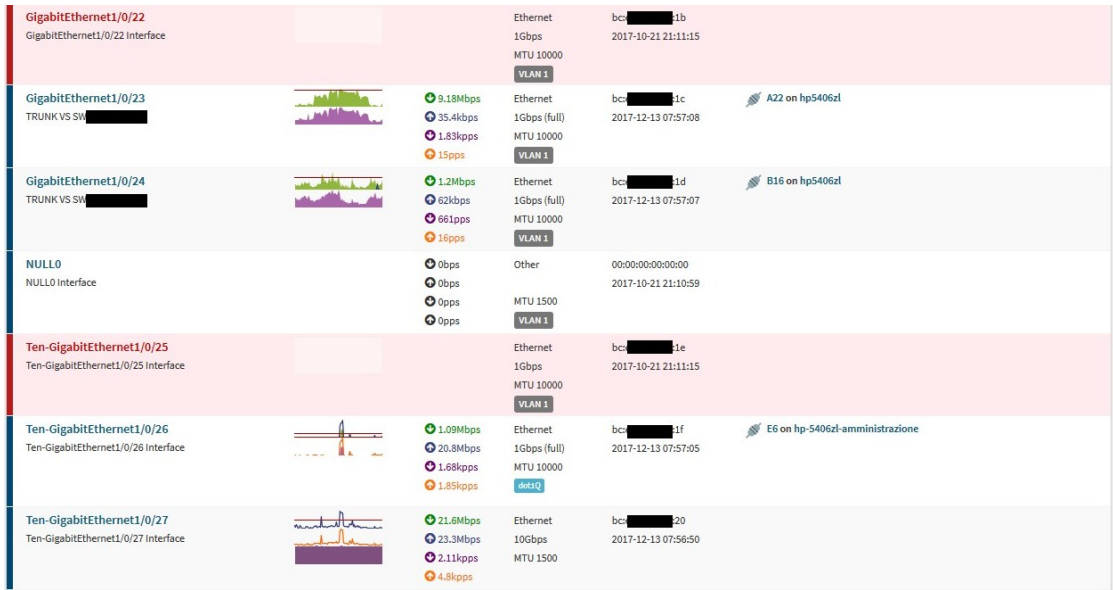 GigabitEthernet1/0/22 Ethernet bc: :1b
GigabitEthernet1/0/22 Interface 1Gbps 2017-10-21 21:11:15
MTU 10000
VLAN 1
GigabitEthernet1/0/23 9.18Mbps Ethernet bc: :1c A22 on hp5406zl
TRUNK VS SW 35.4kbps 1Gbps (full) 2017-12-13 07:57:08
1.83kpps MTU 10000
15pps VLAN 1
GigabitEthernet1/0/24 1.2Mbps Ethernet bc: :1d B16 on hp5406zl
TRUNK VS SW 62kbps 1Gbps (full) 2017-12-13 07:57:07
661pps MTU 10000
16pps VLAN 1
NULL0 0bps Other 00:00:00:00:00:00
NULL0 Interface 0bps 2017-10-21 21:10:59
0pps MTU 1500
0pps VLAN 1
Ten-GigabitEthernet1/0/25 Ethernet bc: :1e
Ten-GigabitEthernet1/0/25 Interface 1Gbps 2017-10-21 21:11:15
MTU 10000
VLAN 1
Ten-GigabitEthernet1/0/26 1.09Mbps Ethernet bc: :1f E6 on hp-5406zl-amministrazione
Ten-GigabitEthernet1/0/26 Interface 20.8Mbps 1Gbps (full) 2017-12-13 07:57:05
1.68kpps MTU 10000
1.85kpps dot1Q
Ten-GigabitEthernet1/0/27 21.6Mbps Ethernet bc: :20
Ten-GigabitEthernet1/0/27 Interface 23.3Mbps 10Gbps 2017-12-13 07:56:50
2.11kpps MTU 1500
4.8kpps